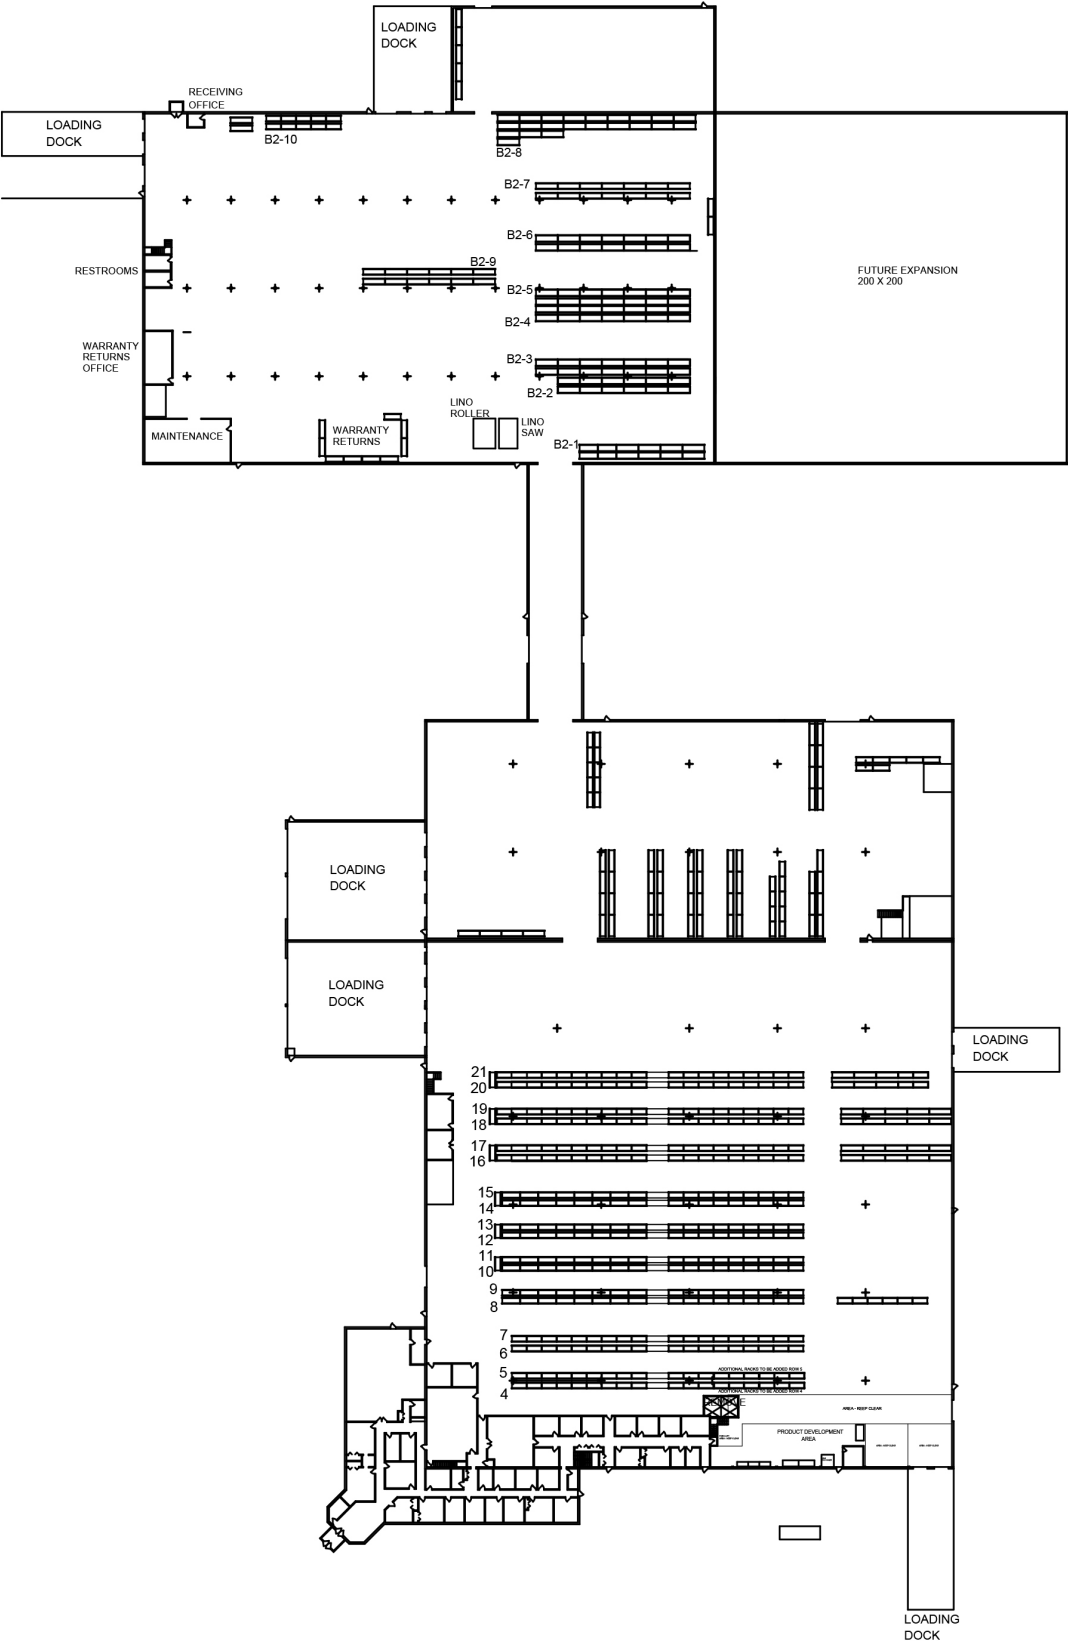 LOADING
DOCK
RECEIVING
OFFICE
LOADING
DOCK
B2-10
B2-8
B2-7
B2-6
B2-9
RESTROOMS
FUTURE EXPANSION
200 X 200
B2-5
B2-4
WARRANTY
RETURNS
OFFICE
B2-3
B2-2
LINO
ROLLER
LINO
SAW
MAINTENANCE
WARRANTY
RETURNS
B2-1
LOADING
DOCK
LOADING
DOCK
LOADING
DOCK
21
20
19
18
17
16
15
14
13
12
11
10
9
8
7
6
5
ADDITIONAL RACKS TO BE ADDED ROW 5
4
ADDITIONAL RACKS TO BE ADDED ROW 4
AREA - KEEP CLEAR
PRODUCT DEVELOPMENT
AREA
LOADING
DOCK